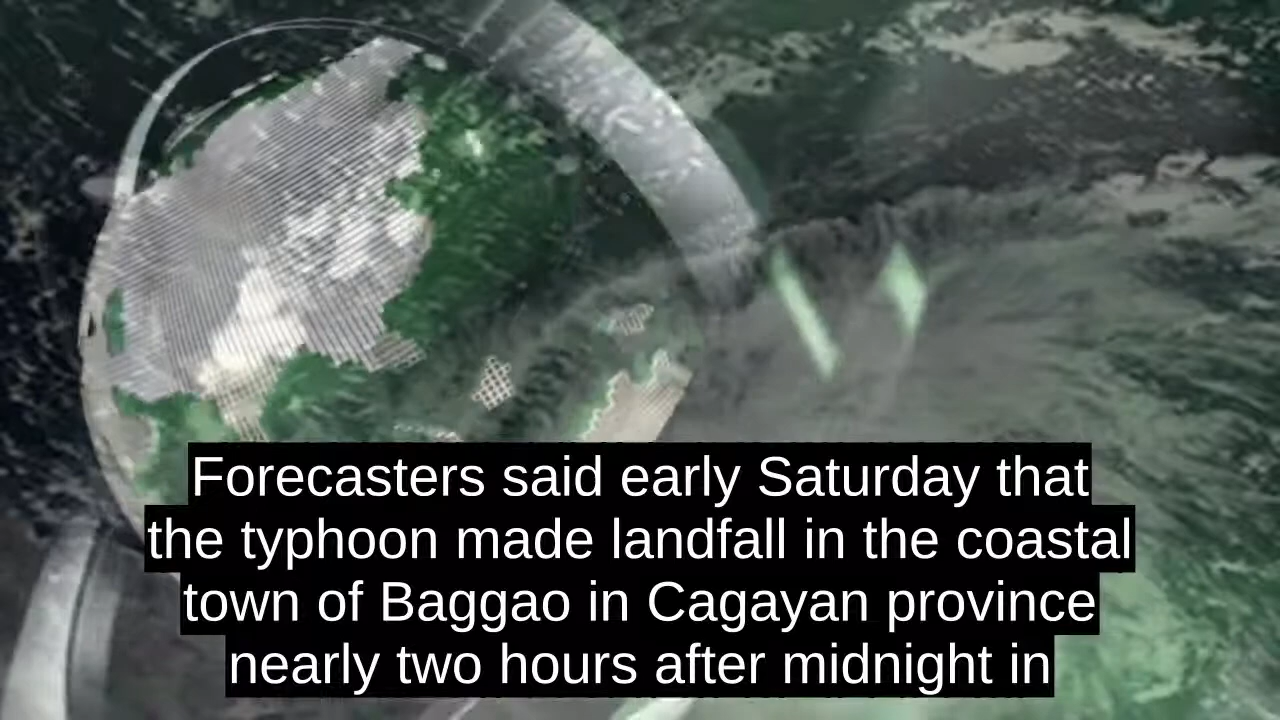 Forecasters said early Saturday that
the typhoon made landfall in the coastal
town of Baggao in Cagayan province
nearly two hours after midnight in